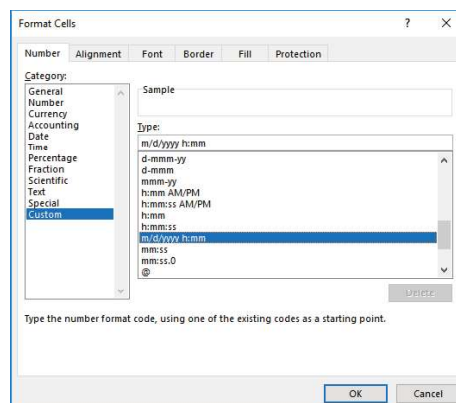 Format Cells
? X
Number Alignment Font Border Fill Protection
Category:
General
Number
Currency
Accounting
Date
Time
Percentage
Fraction
Scientific
Text
Special
Custom
Sample
Type:
m/d/yyyy h:mm
d-mmm-yy
d-mmm
mmm-yy
h:mm AM/PM
h:mm:ss AM/PM
h:mm
h:mm:ss
m/d/yyyy h:mm
mm:ss
mm:ss.0
@
Delete
Type the number format code, using one of the existing codes as a starting point.
OK Cancel